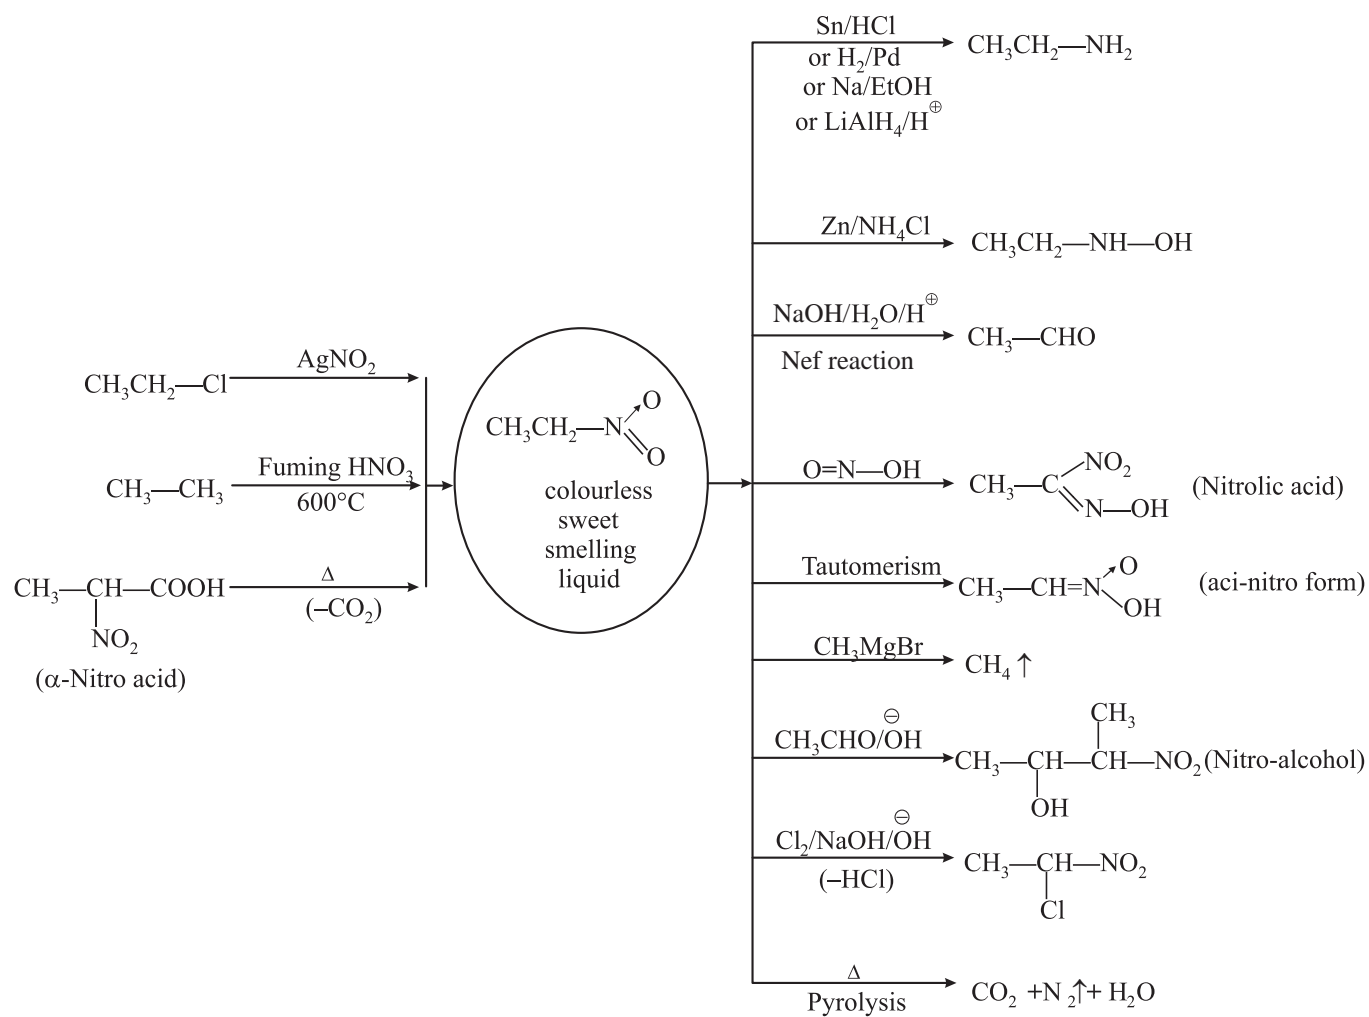 CH₃CH₂—Cl
AgNO₂
CH₃—CH₃
Fuming HNO₃
600°C
CH₃—CH—COOH
NO₂
(α-Nitro acid)
Δ
(–CO₂)
CH₃CH₂—N
O
O
colourless
sweet
smelling
liquid
Sn/HCl
or H₂/Pd
or Na/EtOH
or LiAlH₄/H⊕
CH₃CH₂—NH₂
Zn/NH₄Cl
CH₃CH₂—NH—OH
NaOH/H₂O/H⊕
Nef reaction
CH₃—CHO
O=N—OH
CH₃—C
NO₂
N—OH
(Nitrolic acid)
Tautomerism
CH₃—CH=N
O
OH
(aci-nitro form)
CH₃MgBr
CH₄ ↑
⊖
CH₃CHO/OH
CH₃
CH₃—CH—CH—NO₂ (Nitro-alcohol)
OH
⊖
Cl₂/NaOH/OH
(–HCl)
CH₃—CH—NO₂
Cl
Δ
Pyrolysis
CO₂ +N₂↑+ H₂O